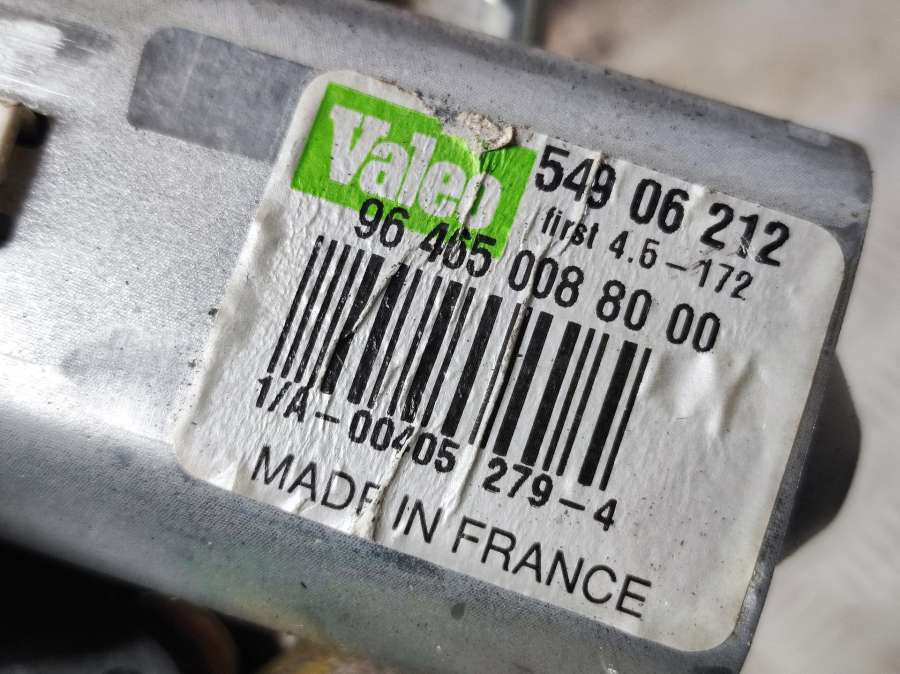 Valeo
549 06 212
first 4.5-172
96 465 008 80 00
1/A-00405 279-4
MADE IN FRANCE